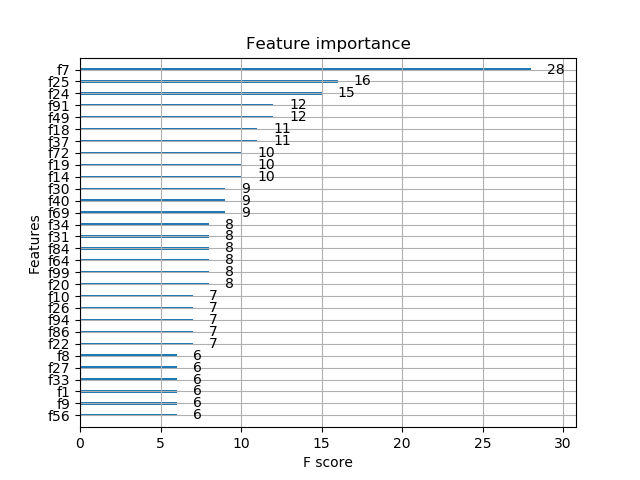 Feature importance
f7 28
f25 16
f24 15
f91 12
f49 12
f18 11
f37 11
f72 10
f19 10
f14 10
f30 9
f40 9
f69 9
f34 8
f31 8
f84 8
f64 8
f99 8
f20 8
f10 7
f26 7
f94 7
f86 7
f22 7
f8 6
f27 6
f33 6
f1 6
f9 6
f56 6
0 5 10 15 20 25 30
F score
Features